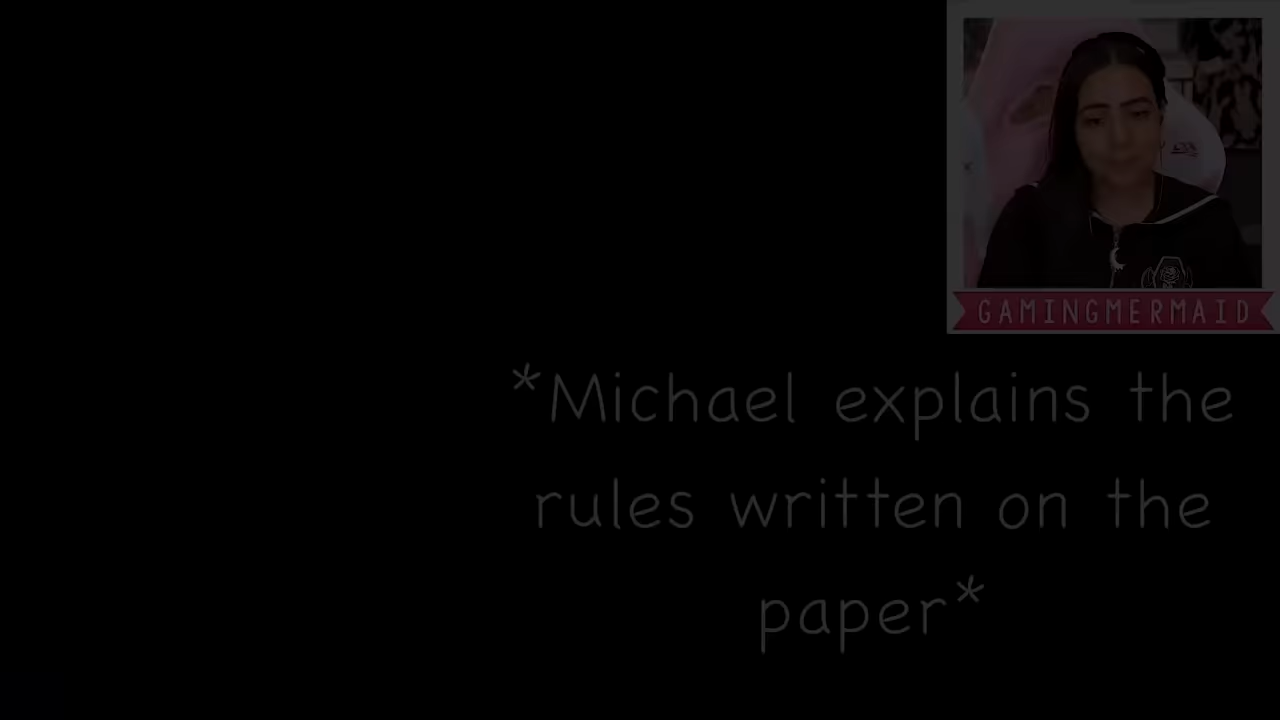 GAMINGMERMAID
*Michael explains the
rules written on the
paper*